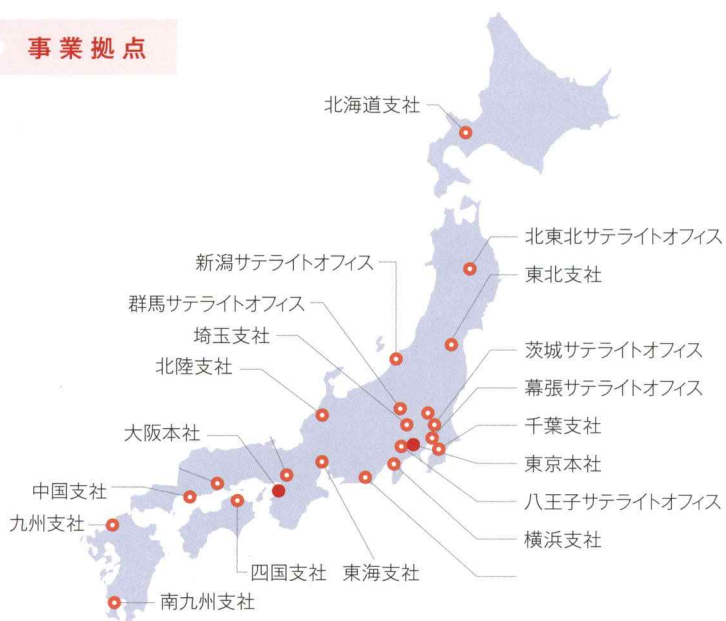 事業拠点
北海道支社
北東北サテライトオフィス
新潟サテライトオフィス
東北支社
群馬サテライトオフィス
埼玉支社
茨城サテライトオフィス
北陸支社
幕張サテライトオフィス
千葉支社
大阪本社
東京本社
中国支社
八王子サテライトオフィス
九州支社
横浜支社
四国支社
東海支社
南九州支社